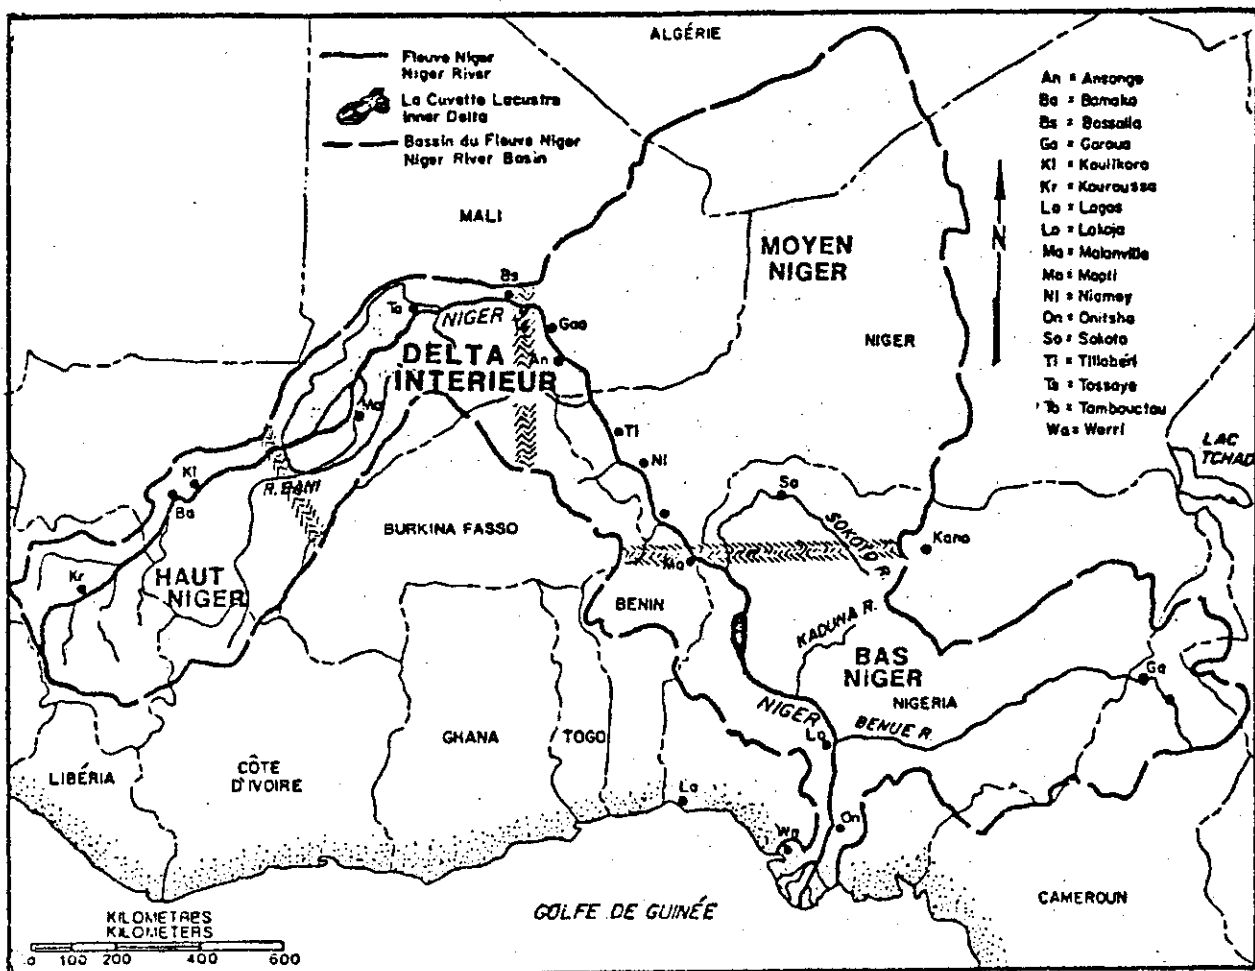 ALGÉRIE
Fleuve Niger
Niger River
La Cuvette Lacustre
Inner Delta
Bassin du Fleuve Niger
Niger River Basin
An = Ansongo
Ba = Bamako
Bs = Bassalia
Ga = Garoua
Kl = Koulikoro
Kr = Kouroussa
La = Lagos
Lo = Lokoja
Ma = Malanville
Mo = Mopti
NI = Niamey
On = Onitsha
So = Sokoto
TI = Tillabéri
Ta = Tossaye
To = Tombouctou
Wa = Warri
N
MALI
MOYEN
NIGER
NIGER
Bs
To
NIGER
Gao
DELTA
INTERIEUR
An
Mo
TI
NI
LAC
TCHAD
KI
Ba
R. BANI
So
SOKOTO R.
Kano
BURKINA FASSO
Ma
Kr
HAUT
NIGER
BENIN
KADUNA R.
BAS
NIGER
NIGERIA
Ga
NIGER
BENUE R.
Lo
LIBÉRIA
CÔTE
D'IVOIRE
GHANA
TOGO
La
Wa
On
CAMEROUN
GOLFE DE GUINÉE
KILOMETRES
KILOMETERS
0 100 200 400 600